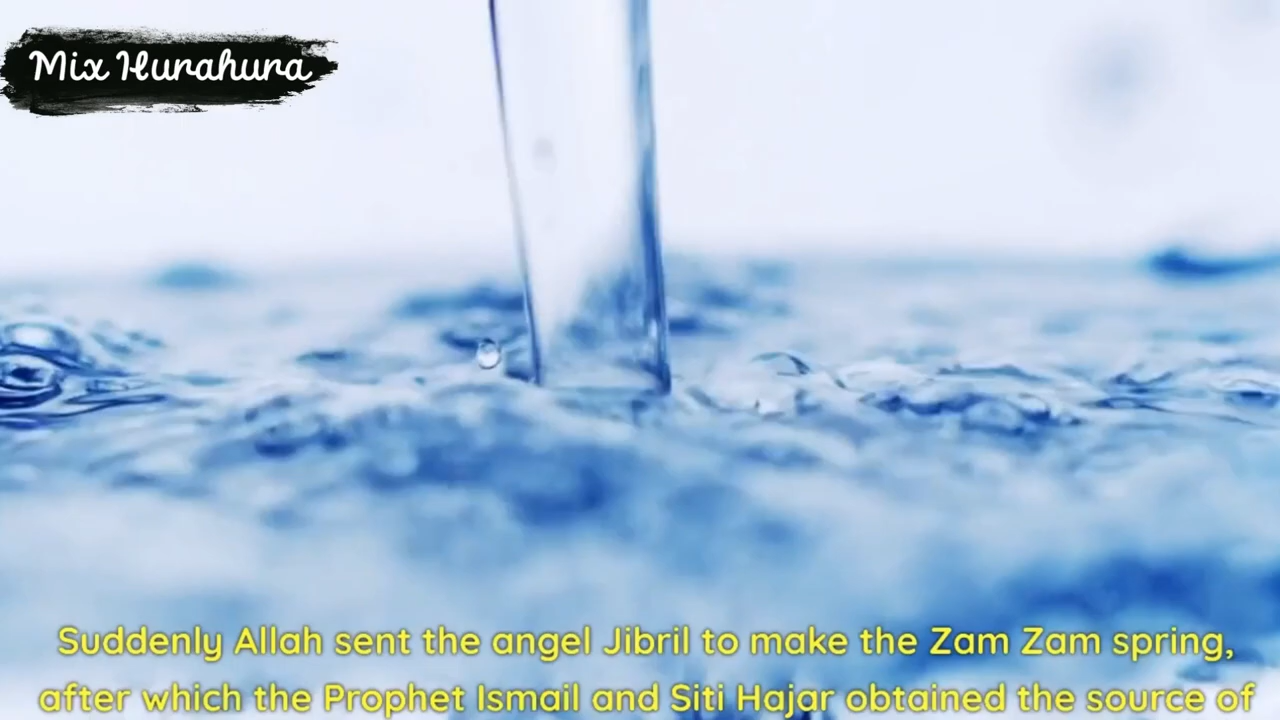 Mix Hurahura
Suddenly Allah sent the angel Jibril to make the Zam Zam spring,
after which the Prophet Ismail and Siti Hajar obtained the source of